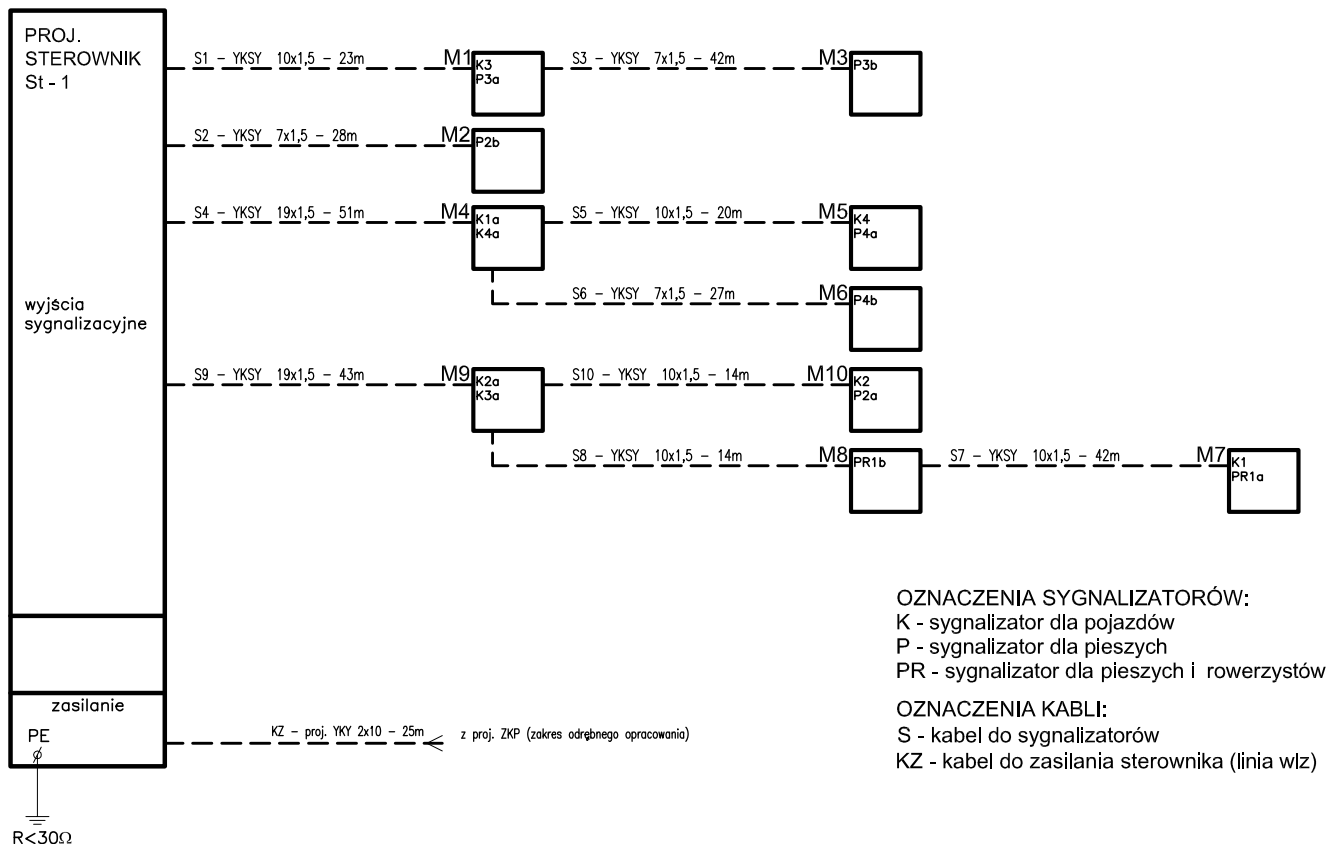 PROJ.
STEROWNIK
St - 1
S1 - YKSY 10x1,5 - 23m
M1
K3
P3a
S3 - YKSY 7x1,5 - 42m
M3
P3b
S2 - YKSY 7x1,5 - 28m
M2
P2b
S4 - YKSY 19x1,5 - 51m
M4
K1a
K4a
S5 - YKSY 10x1,5 - 20m
M5
K4
P4a
S6 - YKSY 7x1,5 - 27m
M6
P4b
wyjścia
sygnalizacyjne
S9 - YKSY 19x1,5 - 43m
M9
K2a
K3a
S10 - YKSY 10x1,5 - 14m
M10
K2
P2a
S8 - YKSY 10x1,5 - 14m
M8
PR1b
S7 - YKSY 10x1,5 - 42m
M7
K1
PR1a
OZNACZENIA SYGNALIZATORÓW:
K - sygnalizator dla pojazdów
P - sygnalizator dla pieszych
PR - sygnalizator dla pieszych i rowerzystów
OZNACZENIA KABLI:
S - kabel do sygnalizatorów
KZ - kabel do zasilania sterownika (linia wlz)
zasilanie
PE
KZ - proj. YKY 2x10 - 25m
z proj. ZKP (zakres odrębnego opracowania)
R<30Ω